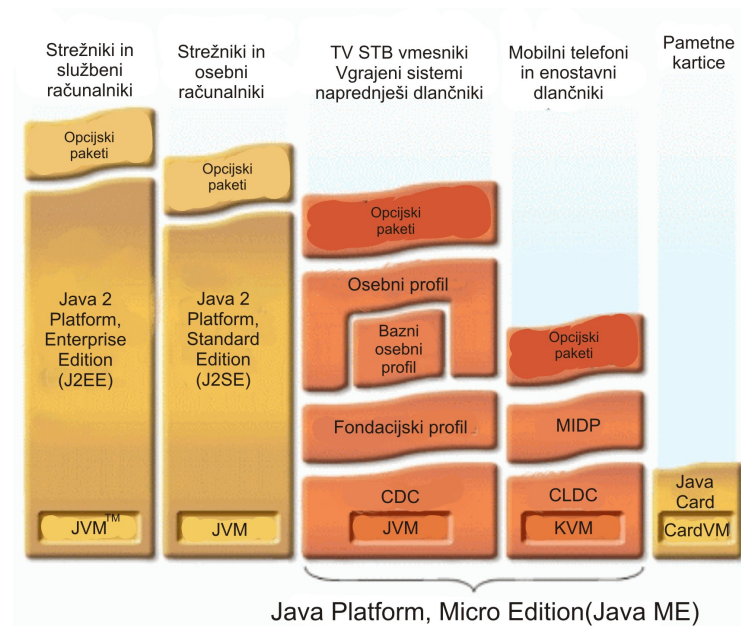 Strežniki in
službeni
računalniki
Opcijski
paketi
Java 2
Platform,
Enterprise
Edition
(J2EE)
JVM™
Strežniki in
osebni
računalniki
Opcijski
paketi
Java 2
Platform,
Standard
Edition
(J2SE)
JVM
TV STB vmesniki
Vgrajeni sistemi
naprednješi dlančniki
Opcijski
paketi
Osebni profil
Bazni
osebni
profil
Fondacijski profil
CDC
JVM
Mobilni telefoni
in enostavni
dlančniki
Opcijski
paketi
MIDP
CLDC
KVM
Pametne
kartice
Java
Card
CardVM
Java Platform, Micro Edition(Java ME)